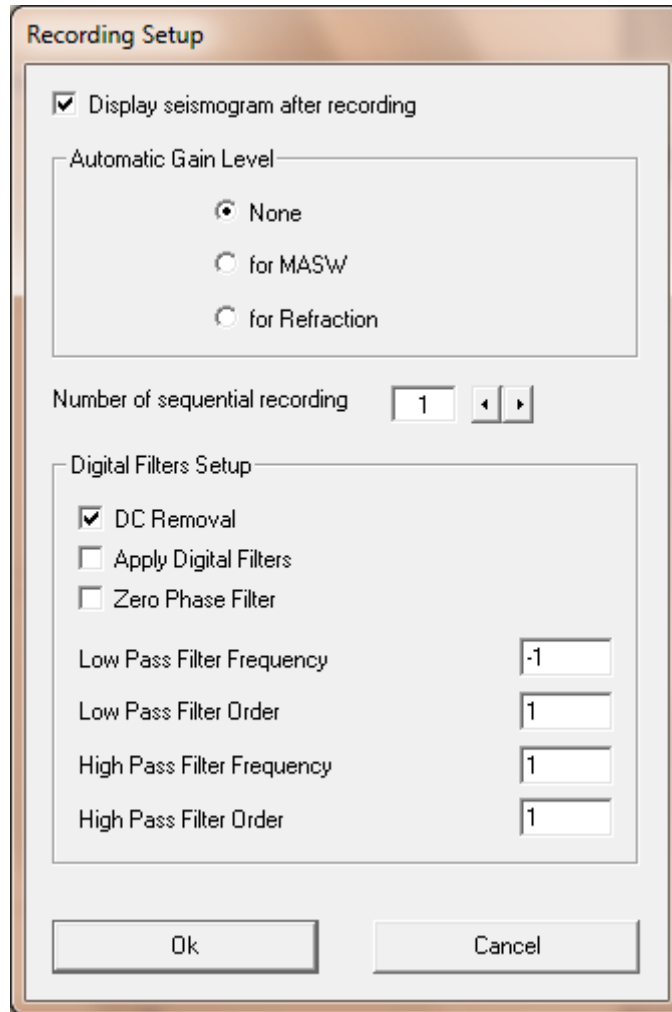 Recording Setup
Display seismogram after recording
Automatic Gain Level
None
for MASW
for Refraction
Number of sequential recording 1
Digital Filters Setup
DC Removal
Apply Digital Filters
Zero Phase Filter
Low Pass Filter Frequency -1
Low Pass Filter Order 1
High Pass Filter Frequency 1
High Pass Filter Order 1
Ok Cancel